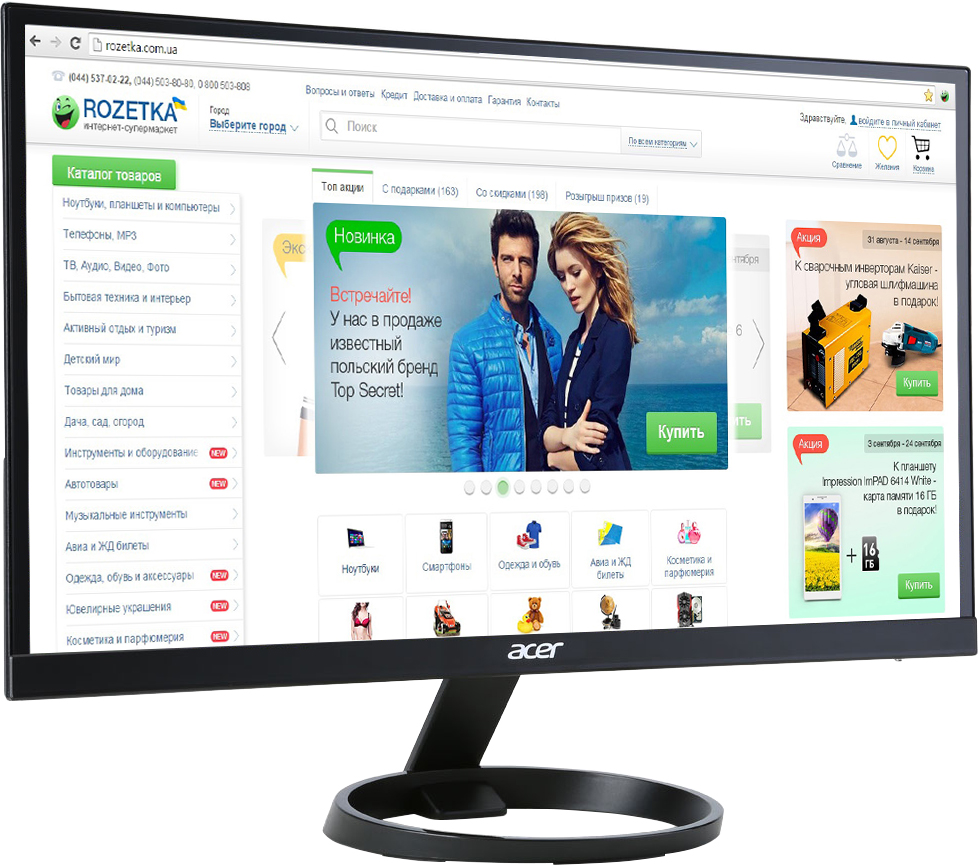 rozetka.com.ua
(044) 537-02-22, (044) 503-80-80, 0 800 503-808
Вопросы и ответы Кредит Доставка и оплата Гарантия Контакты
ROZETKA
интернет-супермаркет
Город
Выберите город
Поиск
По всем категориям
Здравствуйте, войдите в личный кабинет
Сравнение
Желания
Корзина
Каталог товаров
Ноутбуки, планшеты и компьютеры
Телефоны, MP3
ТВ, Аудио, Видео, Фото
Бытовая техника и интерьер
Активный отдых и туризм
Детский мир
Товары для дома
Дача, сад, огород
Инструменты и оборудование NEW
Автотовары NEW
Музыкальные инструменты
Авиа и ЖД билеты
Одежда, обувь и аксессуары NEW
Ювелирные украшения NEW
Косметика и парфюмерия NEW
Топ акции
С подарками (163)
Со скидками (198)
Розыгрыш призов (19)
Экс
Новинка
Встречайте!
У нас в продаже
известный
польский бренд
Top Secret!
Купить
нтября
6
ить
Ноутбуки
Смартфоны
Одежда и обувь
Авиа и ЖД
билеты
Косметика и
парфюмерия
Акция
31 августа - 14 сентября
К сварочным инверторам Kaiser -
угловая шлифмашина
в подарок!
Купить
Акция
3 сентября - 24 сентября
К планшету
Impression ImPAD 6414 White -
карта памяти 16 ГБ
в подарок!
+
16
ГБ
Купить
acer